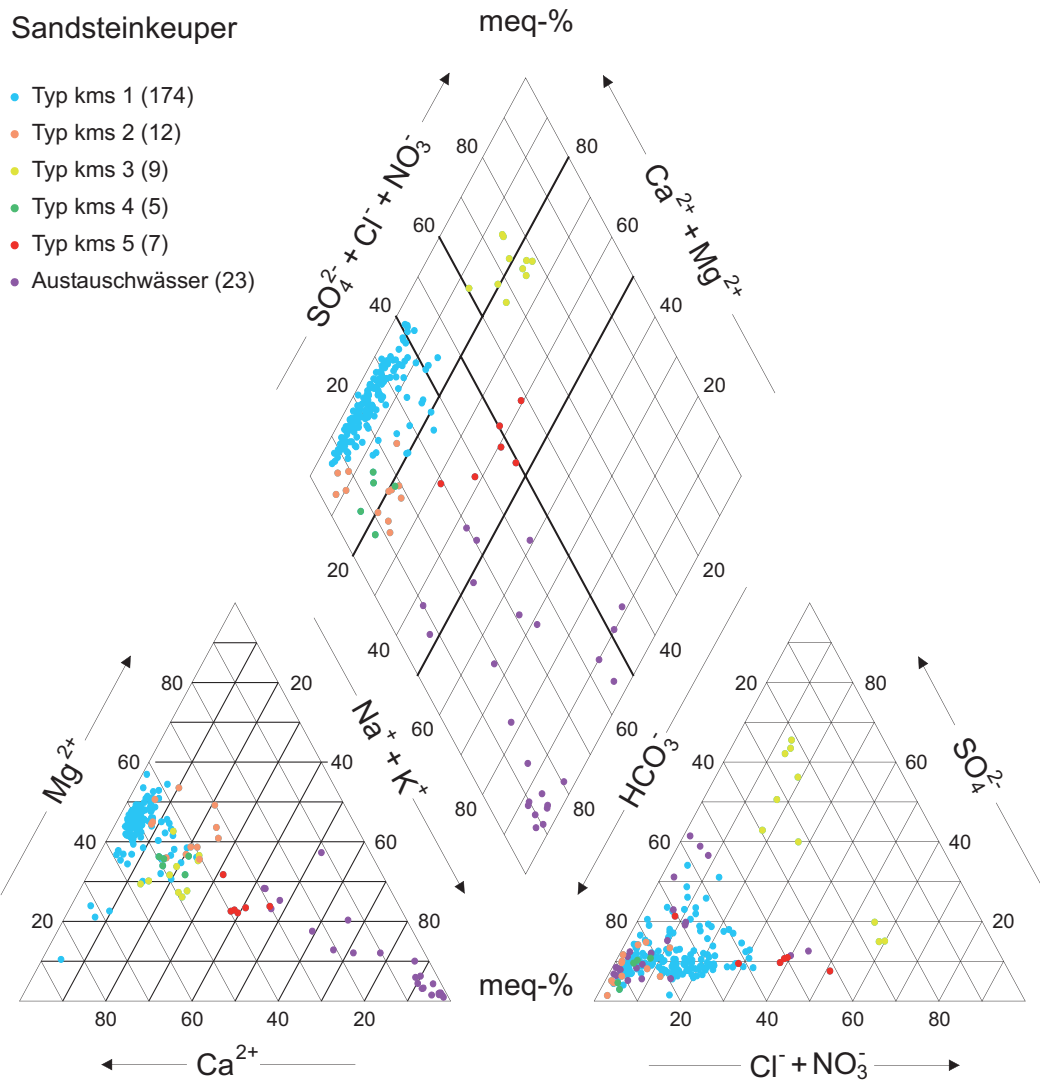 Sandsteinkeuper
meq-%
Typ kms 1 (174)
Typ kms 2 (12)
Typ kms 3 (9)
Typ kms 4 (5)
Typ kms 5 (7)
Austauschwässer (23)
SO₄²⁻ + Cl⁻ + NO₃⁻
Ca²⁺ + Mg²⁺
80 80
60 60
40 40
20 20
20 20
40 40
60 60
80 80
Mg²⁺
Na⁺ + K⁺
HCO₃⁻
SO₄²⁻
80 20 20 80
60 40 40 60
40 60 60 40
20 80 80 20
meq-%
80 60 40 20 20 40 60 80
Ca²⁺
Cl⁻ + NO₃⁻